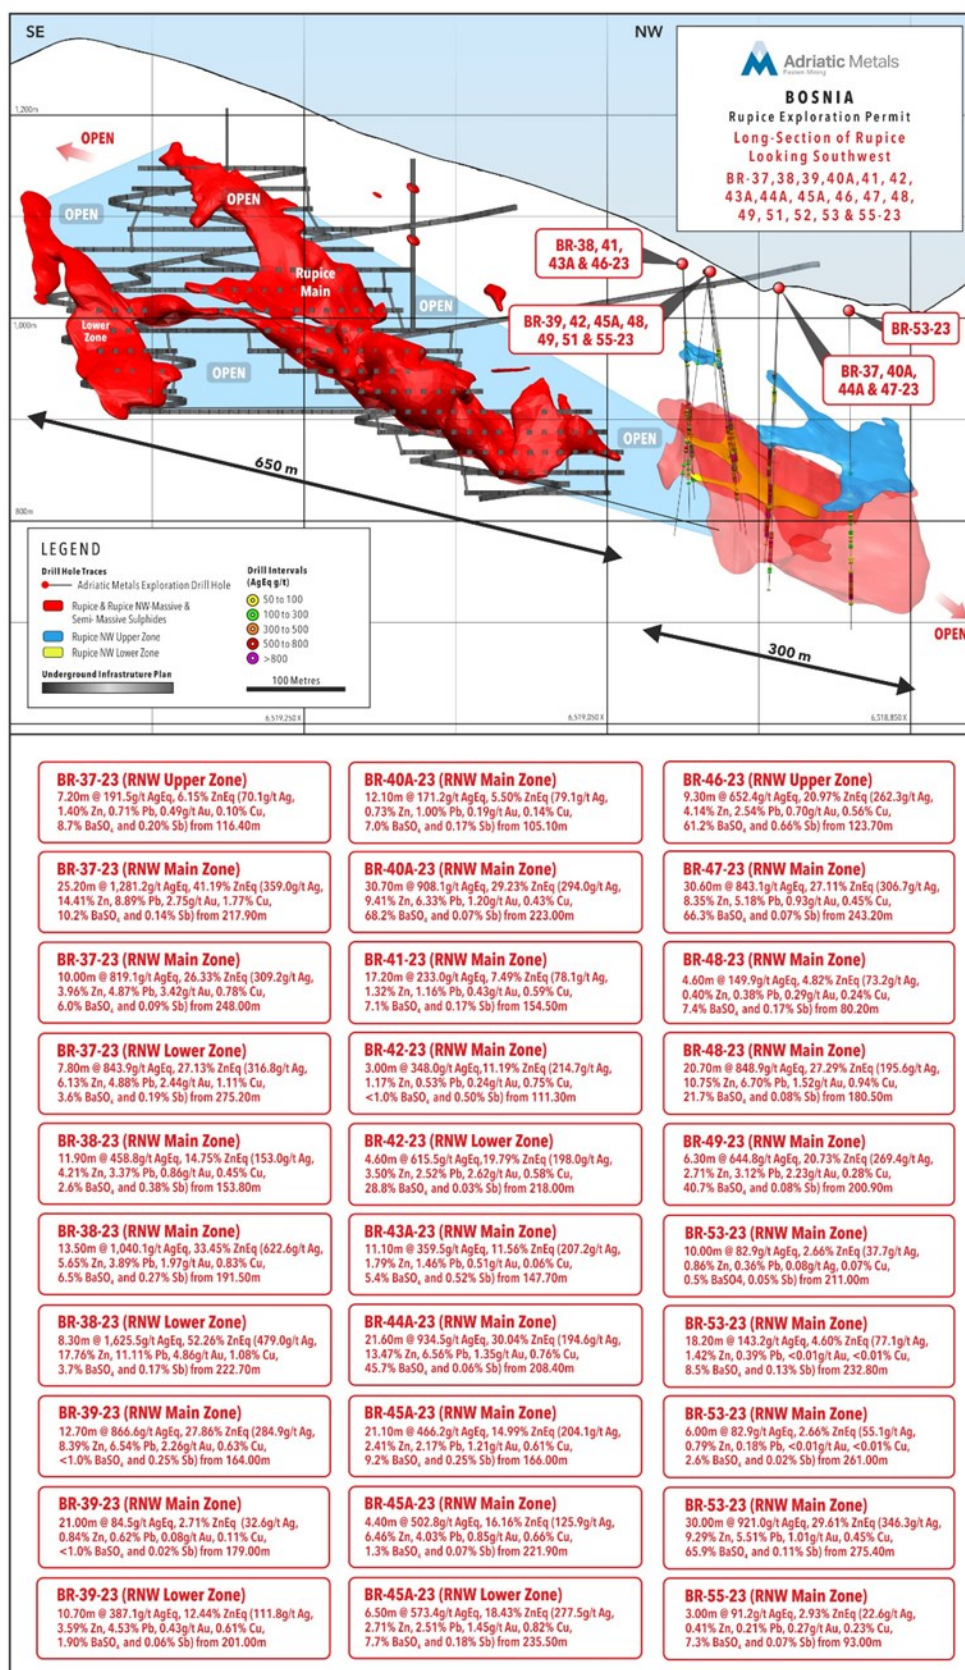 SE
NW
Adriatic Metals
BOSNIA
Rupice Exploration Permit
Long-Section of Rupice
Looking Southwest
BR-37,38,39,40A,41, 42,
43A,44A, 45A, 46, 47, 48,
49, 51, 52, 53 & 55-23
1,200m
OPEN
OPEN
OPEN
Rupice
Main
BR-38, 41,
43A & 46-23
OPEN
1,000m
Lower
Zone
BR-39, 42, 45A, 48,
49, 51 & 55-23
BR-53-23
OPEN
BR-37, 40A,
44A & 47-23
OPEN
650 m
800m
LEGEND
Drill Hole Traces
Adriatic Metals Exploration Drill Hole
Rupice & Rupice NW-Massive &
Semi- Massive Sulphides
Rupice NW Upper Zone
Rupice NW Lower Zone
Underground Infrastruture Plan
Drill Intervals
(AgEq g/t)
50 to 100
100 to 300
300 to 500
500 to 800
>800
100 Metres
OPEN
300 m
6,519,250 X
6,519,050 X
6,518,850 X
BR-37-23 (RNW Upper Zone)
7.20m @ 191.5g/t AgEq, 6.15% ZnEq (70.1g/t Ag,
1.40% Zn, 0.71% Pb, 0.49g/t Au, 0.10% Cu,
8.7% BaSO₄ and 0.20% Sb) from 116.40m
BR-37-23 (RNW Main Zone)
25.20m @ 1,281.2g/t AgEq, 41.19% ZnEq (359.0g/t Ag,
14.41% Zn, 8.89% Pb, 2.75g/t Au, 1.77% Cu,
10.2% BaSO₄ and 0.14% Sb) from 217.90m
BR-37-23 (RNW Main Zone)
10.00m @ 819.1g/t AgEq, 26.33% ZnEq (309.2g/t Ag,
3.96% Zn, 4.87% Pb, 3.42g/t Au, 0.78% Cu,
6.0% BaSO₄ and 0.09% Sb) from 248.00m
BR-37-23 (RNW Lower Zone)
7.80m @ 843.9g/t AgEq, 27.13% ZnEq (316.8g/t Ag,
6.13% Zn, 4.88% Pb, 2.44g/t Au, 1.11% Cu,
3.6% BaSO₄ and 0.19% Sb) from 275.20m
BR-38-23 (RNW Main Zone)
11.90m @ 458.8g/t AgEq, 14.75% ZnEq (153.0g/t Ag,
4.21% Zn, 3.37% Pb, 0.86g/t Au, 0.45% Cu,
2.6% BaSO₄ and 0.38% Sb) from 153.80m
BR-38-23 (RNW Main Zone)
13.50m @ 1,040.1g/t AgEq, 33.45% ZnEq (622.6g/t Ag,
5.65% Zn, 3.89% Pb, 1.97g/t Au, 0.83% Cu,
6.5% BaSO₄ and 0.27% Sb) from 191.50m
BR-38-23 (RNW Lower Zone)
8.30m @ 1,625.5g/t AgEq, 52.26% ZnEq (479.0g/t Ag,
17.76% Zn, 11.11% Pb, 4.86g/t Au, 1.08% Cu,
3.7% BaSO₄ and 0.17% Sb) from 222.70m
BR-39-23 (RNW Main Zone)
12.70m @ 866.6g/t AgEq, 27.86% ZnEq (284.9g/t Ag,
8.39% Zn, 6.54% Pb, 2.26g/t Au, 0.63% Cu,
<1.0% BaSO₄ and 0.25% Sb) from 164.00m
BR-39-23 (RNW Main Zone)
21.00m @ 84.5g/t AgEq, 2.71% ZnEq (32.6g/t Ag,
0.84% Zn, 0.62% Pb, 0.08g/t Au, 0.11% Cu,
<1.0% BaSO₄ and 0.02% Sb) from 179.00m
BR-39-23 (RNW Lower Zone)
10.70m @ 387.1g/t AgEq, 12.44% ZnEq (111.8g/t Ag,
3.59% Zn, 4.53% Pb, 0.43g/t Au, 0.61% Cu,
1.90% BaSO₄ and 0.06% Sb) from 201.00m
BR-40A-23 (RNW Main Zone)
12.10m @ 171.2g/t AgEq, 5.50% ZnEq (79.1g/t Ag,
0.73% Zn, 1.00% Pb, 0.19g/t Au, 0.14% Cu,
7.0% BaSO₄ and 0.17% Sb) from 105.10m
BR-40A-23 (RNW Main Zone)
30.70m @ 908.1g/t AgEq, 29.23% ZnEq (294.0g/t Ag,
9.41% Zn, 6.33% Pb, 1.20g/t Au, 0.43% Cu,
68.2% BaSO₄ and 0.07% Sb) from 223.00m
BR-41-23 (RNW Main Zone)
17.20m @ 233.0g/t AgEq, 7.49% ZnEq (78.1g/t Ag,
1.32% Zn, 1.16% Pb, 0.43g/t Au, 0.59% Cu,
7.1% BaSO₄ and 0.17% Sb) from 154.50m
BR-42-23 (RNW Main Zone)
3.00m @ 348.0g/t AgEq,11.19% ZnEq (214.7g/t Ag,
1.17% Zn, 0.53% Pb, 0.24g/t Au, 0.75% Cu,
<1.0% BaSO₄ and 0.50% Sb) from 111.30m
BR-42-23 (RNW Lower Zone)
4.60m @ 615.5g/t AgEq,19.79% ZnEq (198.0g/t Ag,
3.50% Zn, 2.52% Pb, 2.62g/t Au, 0.58% Cu,
28.8% BaSO₄ and 0.03% Sb) from 218.00m
BR-43A-23 (RNW Main Zone)
11.10m @ 359.5g/t AgEq, 11.56% ZnEq (207.2g/t Ag,
1.79% Zn, 1.46% Pb, 0.51g/t Au, 0.06% Cu,
5.4% BaSO₄ and 0.52% Sb) from 147.70m
BR-44A-23 (RNW Main Zone)
21.60m @ 934.5g/t AgEq, 30.04% ZnEq (194.6g/t Ag,
13.47% Zn, 6.56% Pb, 1.35g/t Au, 0.76% Cu,
45.7% BaSO₄ and 0.06% Sb) from 208.40m
BR-45A-23 (RNW Main Zone)
21.10m @ 466.2g/t AgEq, 14.99% ZnEq (204.1g/t Ag,
2.41% Zn, 2.17% Pb, 1.21g/t Au, 0.61% Cu,
9.2% BaSO₄ and 0.25% Sb) from 166.00m
BR-45A-23 (RNW Main Zone)
4.40m @ 502.8g/t AgEq, 16.16% ZnEq (125.9g/t Ag,
6.46% Zn, 4.03% Pb, 0.85g/t Au, 0.66% Cu,
1.3% BaSO₄ and 0.07% Sb) from 221.90m
BR-45A-23 (RNW Lower Zone)
6.50m @ 573.4g/t AgEq, 18.43% ZnEq (277.5g/t Ag,
2.71% Zn, 2.51% Pb, 1.45g/t Au, 0.82% Cu,
7.7% BaSO₄ and 0.18% Sb) from 235.50m
BR-46-23 (RNW Upper Zone)
9.30m @ 652.4g/t AgEq, 20.97% ZnEq (262.3g/t Ag,
4.14% Zn, 2.54% Pb, 0.70g/t Au, 0.56% Cu,
61.2% BaSO₄ and 0.66% Sb) from 123.70m
BR-47-23 (RNW Main Zone)
30.60m @ 843.1g/t AgEq, 27.11% ZnEq (306.7g/t Ag,
8.35% Zn, 5.18% Pb, 0.93g/t Au, 0.45% Cu,
66.3% BaSO₄ and 0.07% Sb) from 243.20m
BR-48-23 (RNW Main Zone)
4.60m @ 149.9g/t AgEq, 4.82% ZnEq (73.2g/t Ag,
0.40% Zn, 0.38% Pb, 0.29g/t Au, 0.24% Cu,
7.4% BaSO₄ and 0.17% Sb) from 80.20m
BR-48-23 (RNW Main Zone)
20.70m @ 848.9g/t AgEq, 27.29% ZnEq (195.6g/t Ag,
10.75% Zn, 6.70% Pb, 1.52g/t Au, 0.94% Cu,
21.7% BaSO₄ and 0.08% Sb) from 180.50m
BR-49-23 (RNW Main Zone)
6.30m @ 644.8g/t AgEq, 20.73% ZnEq (269.4g/t Ag,
2.71% Zn, 3.12% Pb, 2.23g/t Au, 0.28% Cu,
40.7% BaSO₄ and 0.08% Sb) from 200.90m
BR-53-23 (RNW Main Zone)
10.00m @ 82.9g/t AgEq, 2.66% ZnEq (37.7g/t Ag,
0.86% Zn, 0.36% Pb, 0.08g/t Ag, 0.07% Cu,
0.5% BaSO4, 0.05% Sb) from 211.00m
BR-53-23 (RNW Main Zone)
18.20m @ 143.2g/t AgEq, 4.60% ZnEq (77.1g/t Ag,
1.42% Zn, 0.39% Pb, <0.01g/t Au, <0.01% Cu,
8.5% BaSO₄ and 0.13% Sb) from 232.80m
BR-53-23 (RNW Main Zone)
6.00m @ 82.9g/t AgEq, 2.66% ZnEq (55.1g/t Ag,
0.79% Zn, 0.18% Pb, <0.01g/t Au, <0.01% Cu,
2.6% BaSO₄ and 0.02% Sb) from 261.00m
BR-53-23 (RNW Main Zone)
30.00m @ 921.0g/t AgEq, 29.61% ZnEq (346.3g/t Ag,
9.29% Zn, 5.51% Pb, 1.01g/t Au, 0.45% Cu,
65.9% BaSO₄ and 0.11% Sb) from 275.40m
BR-55-23 (RNW Main Zone)
3.00m @ 91.2g/t AgEq, 2.93% ZnEq (22.6g/t Ag,
0.41% Zn, 0.21% Pb, 0.27g/t Au, 0.23% Cu,
7.3% BaSO₄ and 0.07% Sb) from 93.00m